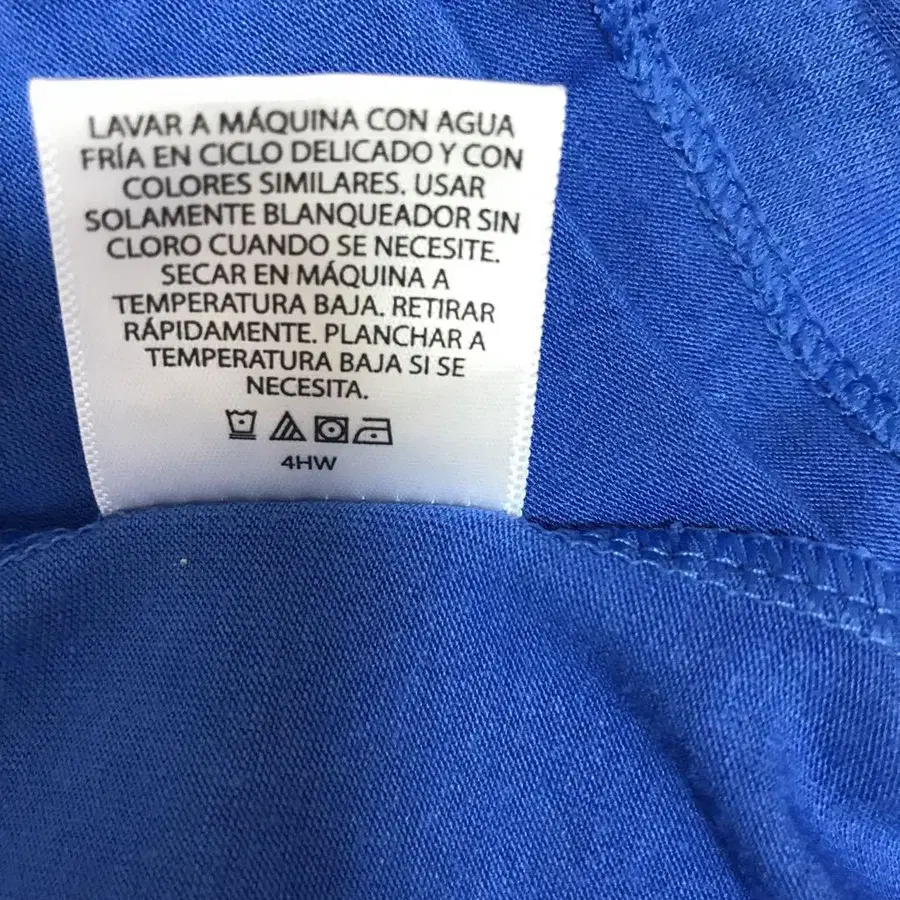 LAVAR A MÁQUINA CON AGUA
FRÍA EN CICLO DELICADO Y CON
COLORES SIMILARES. USAR
SOLAMENTE BLANQUEADOR SIN
CLORO CUANDO SE NECESITE.
SECAR EN MÁQUINA A
TEMPERATURA BAJA. RETIRAR
RÁPIDAMENTE. PLANCHAR A
TEMPERATURA BAJA SI SE
NECESITA.
4HW